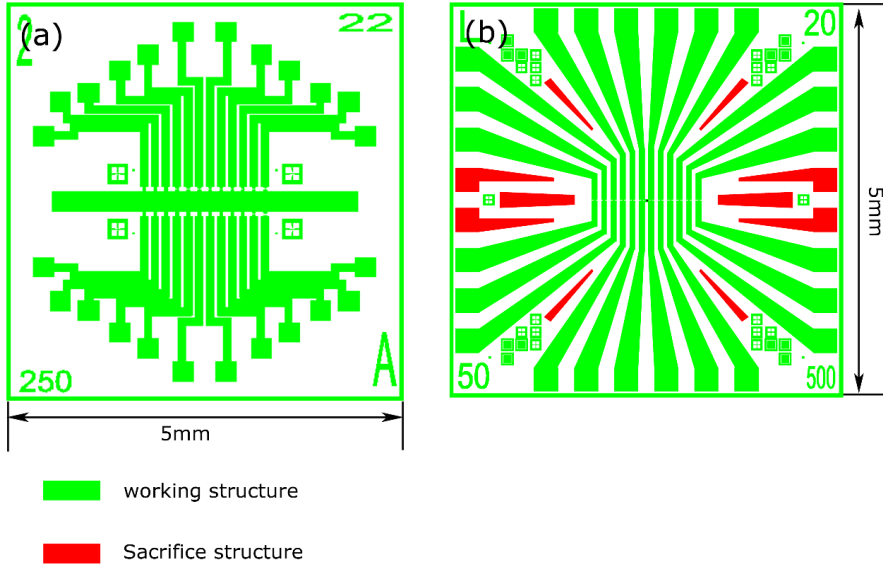 (a)
2
22
250
A
5mm
(b)
L
20
50
500
5mm
working structure
Sacrifice structure